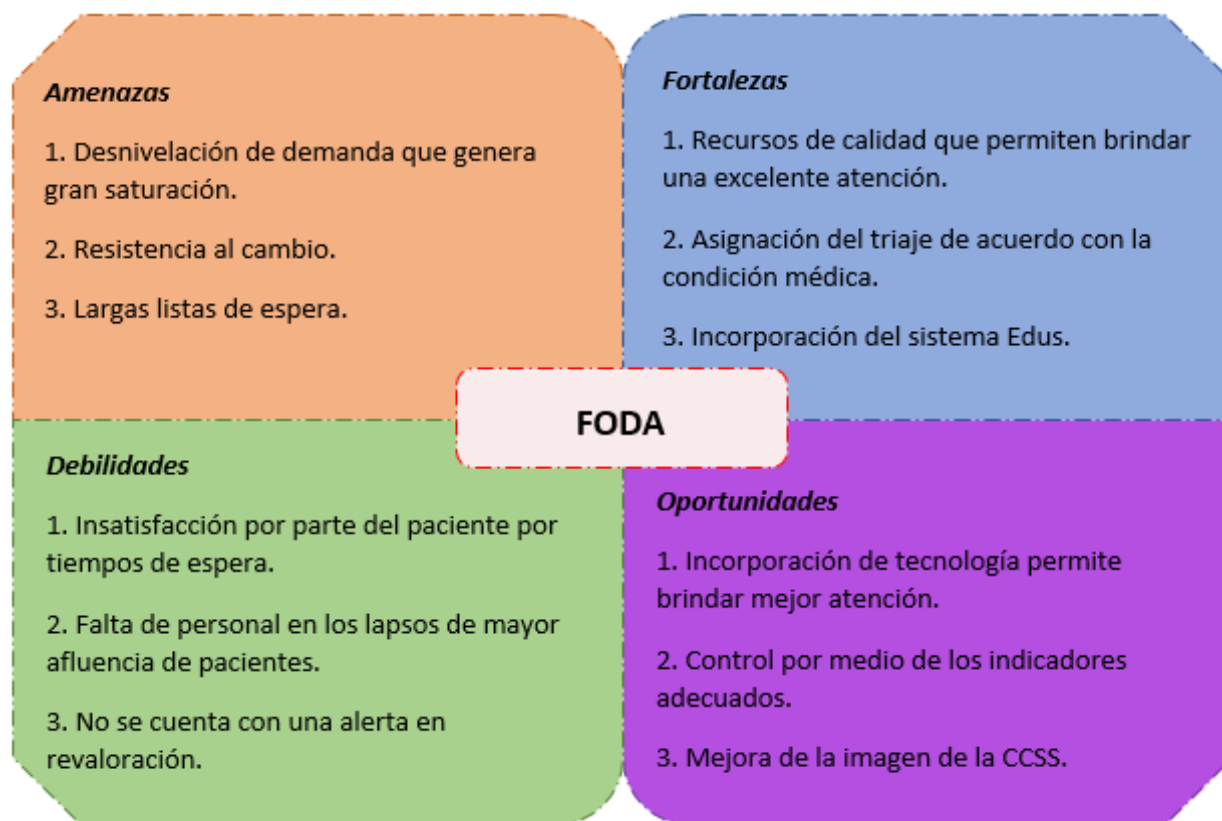 Amenazas
1. Desnivelación de demanda que genera
gran saturación.
2. Resistencia al cambio.
3. Largas listas de espera.
Fortalezas
1. Recursos de calidad que permiten brindar
una excelente atención.
2. Asignación del triaje de acuerdo con la
condición médica.
3. Incorporación del sistema Edus.
FODA
Debilidades
1. Insatisfacción por parte del paciente por
tiempos de espera.
2. Falta de personal en los lapsos de mayor
afluencia de pacientes.
3. No se cuenta con una alerta en
revaloración.
Oportunidades
1. Incorporación de tecnología permite
brindar mejor atención.
2. Control por medio de los indicadores
adecuados.
3. Mejora de la imagen de la CCSS.